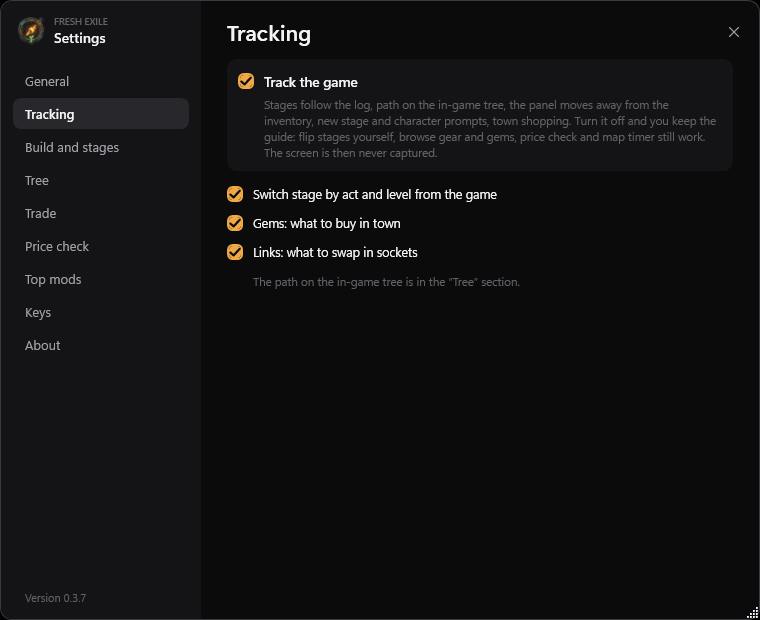 FRESH EXILE
Settings
General
Tracking
Build and stages
Tree
Trade
Price check
Top mods
Keys
About
Version 0.3.7
Tracking
Track the game
Stages follow the log, path on the in-game tree, the panel moves away from the
inventory, new stage and character prompts, town shopping. Turn it off and you keep the
guide: flip stages yourself, browse gear and gems, price check and map timer still work.
The screen is then never captured.
Switch stage by act and level from the game
Gems: what to buy in town
Links: what to swap in sockets
The path on the in-game tree is in the "Tree" section.